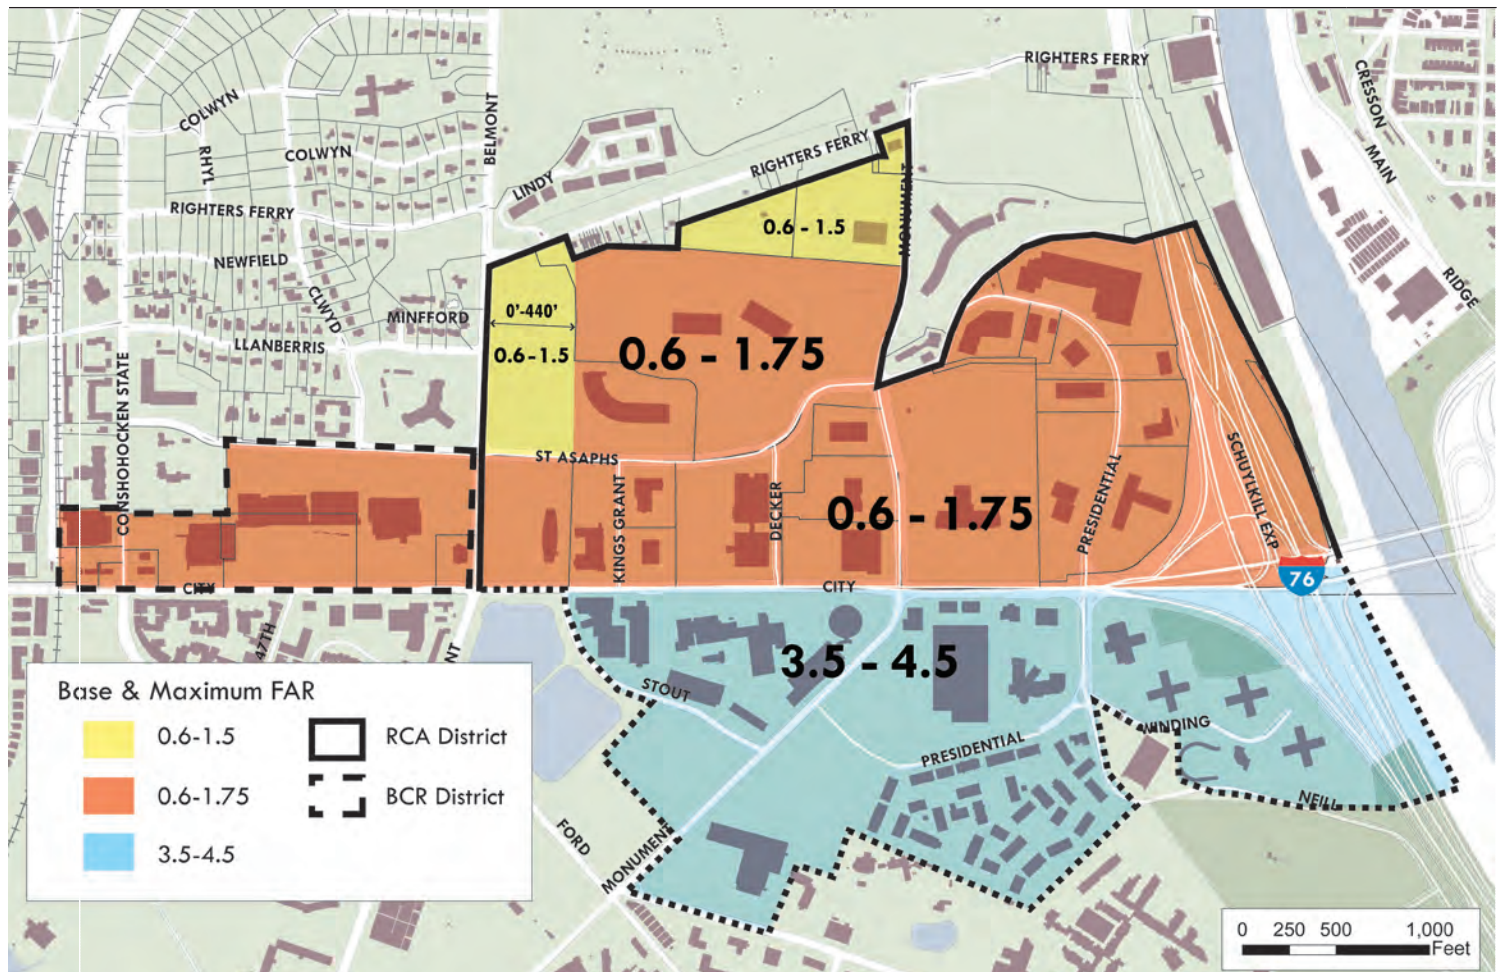 RIGHTERS FERRY
CRESSON
MAIN
RIDGE
COLWYN
RHYL
COLWYN
BELMONT
LINDY
RIGHTERS FERRY
RIGHTERS FERRY
MONUMENT
0.6 - 1.5
NEWFIELD
CLWYD
MINFFORD
LLANBERRIS
0'-440'
0.6 - 1.5
0.6 - 1.75
CONSHOHOCKEN STATE
ST ASAPHS
KINGS GRANT
DECKER
0.6 - 1.75
PRESIDENTIAL
SCHUYLKILL EXP
76
CITY
CITY
47TH
NT
3.5 - 4.5
STOUT
WINDING
PRESIDENTIAL
NEILL
FORD
MONUMENT
Base & Maximum FAR
0.6-1.5
RCA District
0.6-1.75
BCR District
3.5-4.5
0 250 500 1,000
Feet